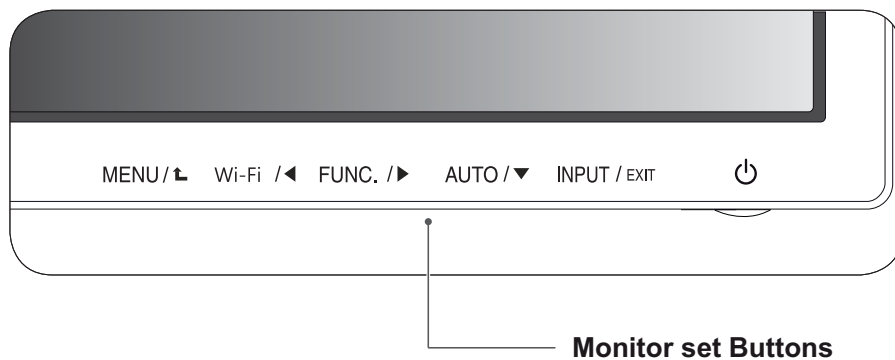 MENU / ⮤ Wi-Fi / ◀ FUNC. / ▶ AUTO / ▼ INPUT / EXIT
Monitor set Buttons